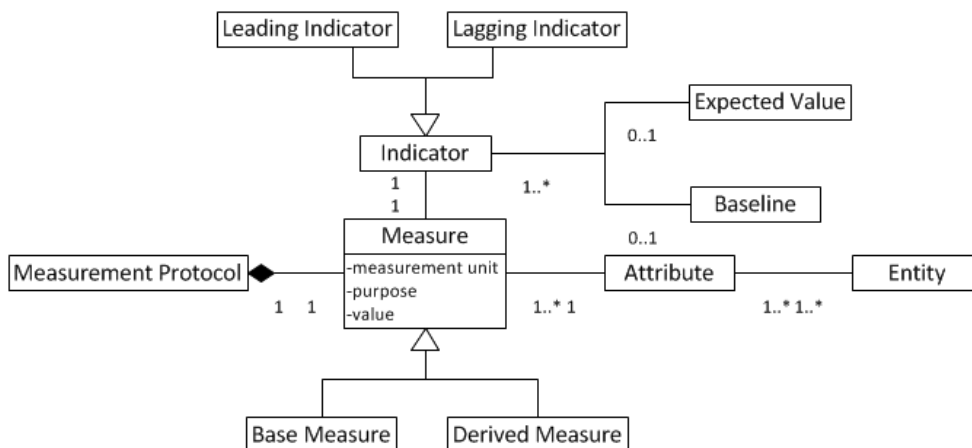 Leading Indicator
Lagging Indicator
Expected Value
0..1
Indicator
1..*
1
1
Baseline
0..1
Measure
-measurement unit
-purpose
-value
Measurement Protocol
1 1
Attribute
1..* 1
Entity
1..* 1..*
Base Measure
Derived Measure